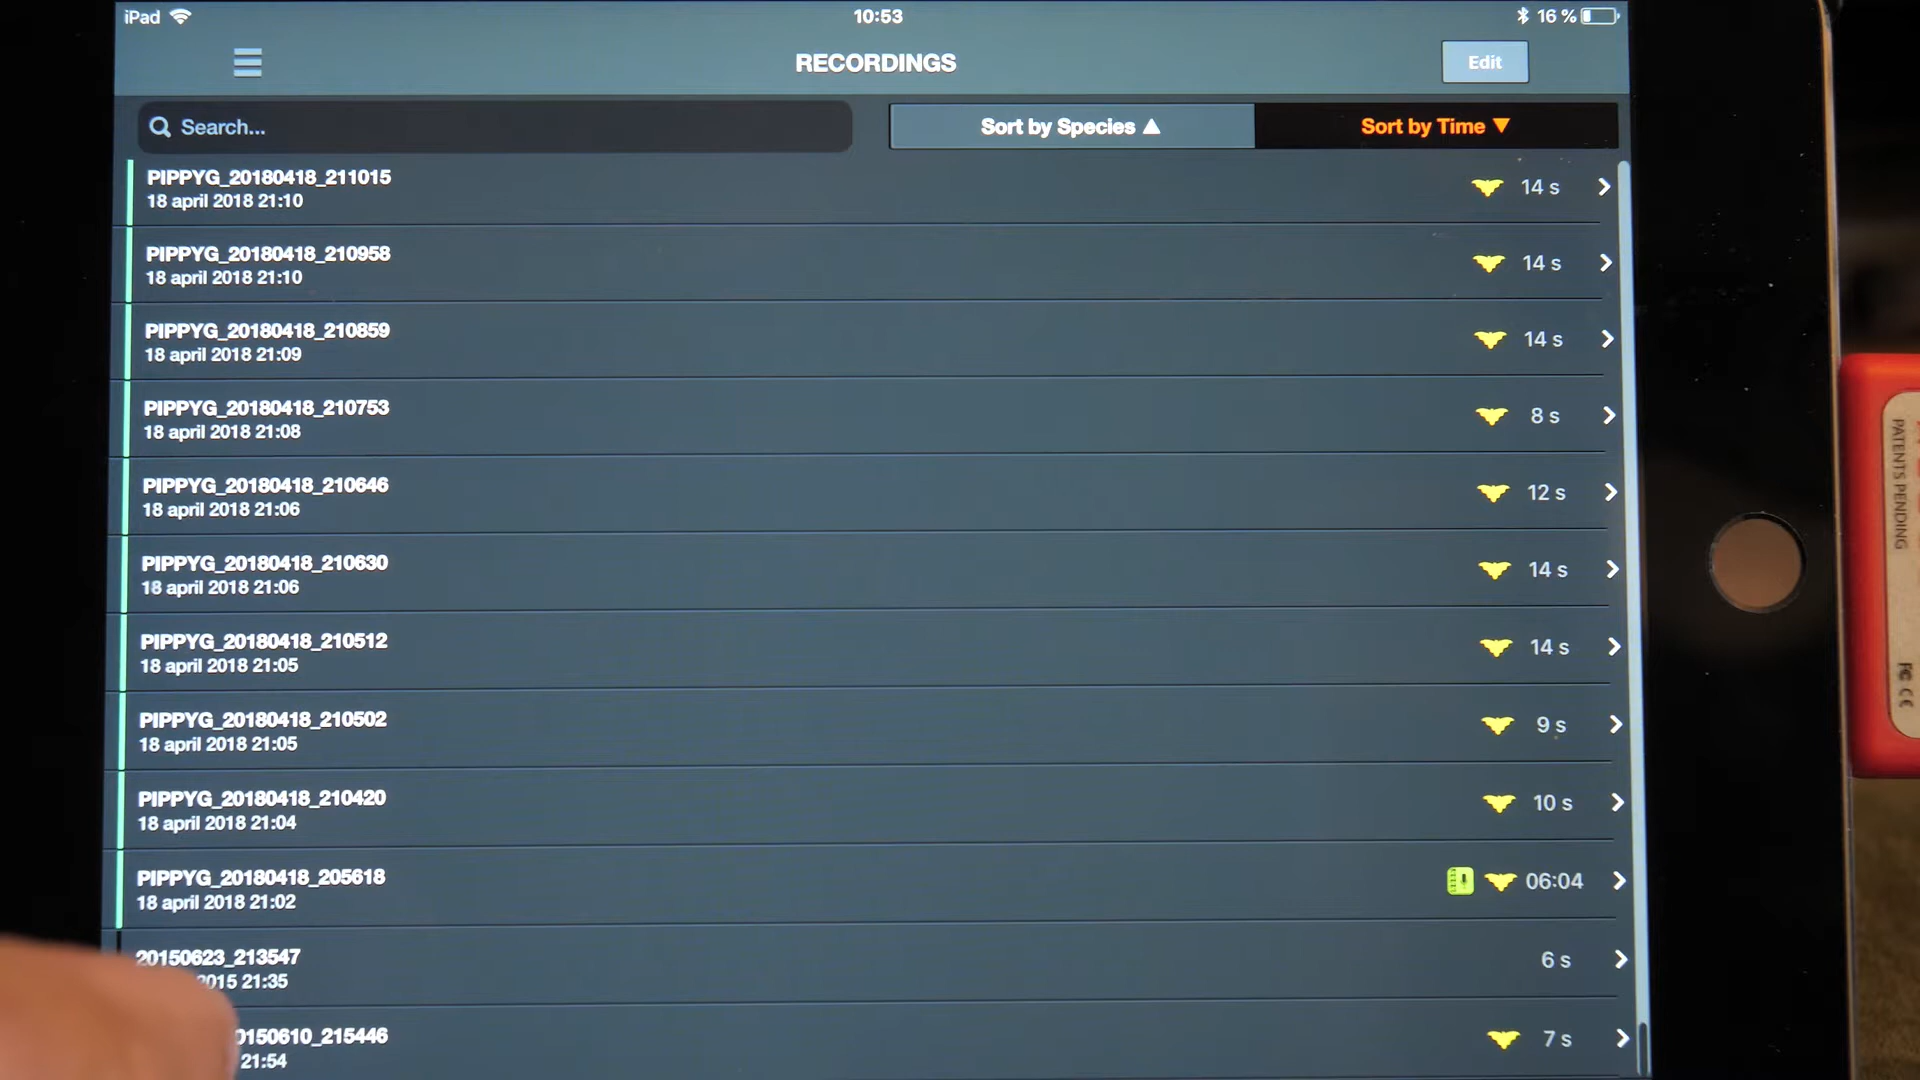 iPad 10:53 16 %
RECORDINGS Edit
Search... Sort by Species ▲ Sort by Time ▼
PIPPYG_20180418_211015 14 s
18 april 2018 21:10
PIPPYG_20180418_210958 14 s
18 april 2018 21:10
PIPPYG_20180418_210859 14 s
18 april 2018 21:09
PIPPYG_20180418_210753 8 s
18 april 2018 21:08
PIPPYG_20180418_210646 12 s
18 april 2018 21:06
PIPPYG_20180418_210630 14 s
18 april 2018 21:06
PIPPYG_20180418_210512 14 s
18 april 2018 21:05
PIPPYG_20180418_210502 9 s
18 april 2018 21:05
PIPPYG_20180418_210420 10 s
18 april 2018 21:04
PIPPYG_20180418_205618 06:04
18 april 2018 21:02
20150623_213547 6 s
2015 21:35
0150610_215446 7 s
21:54
PATENTS PENDING
FC CE